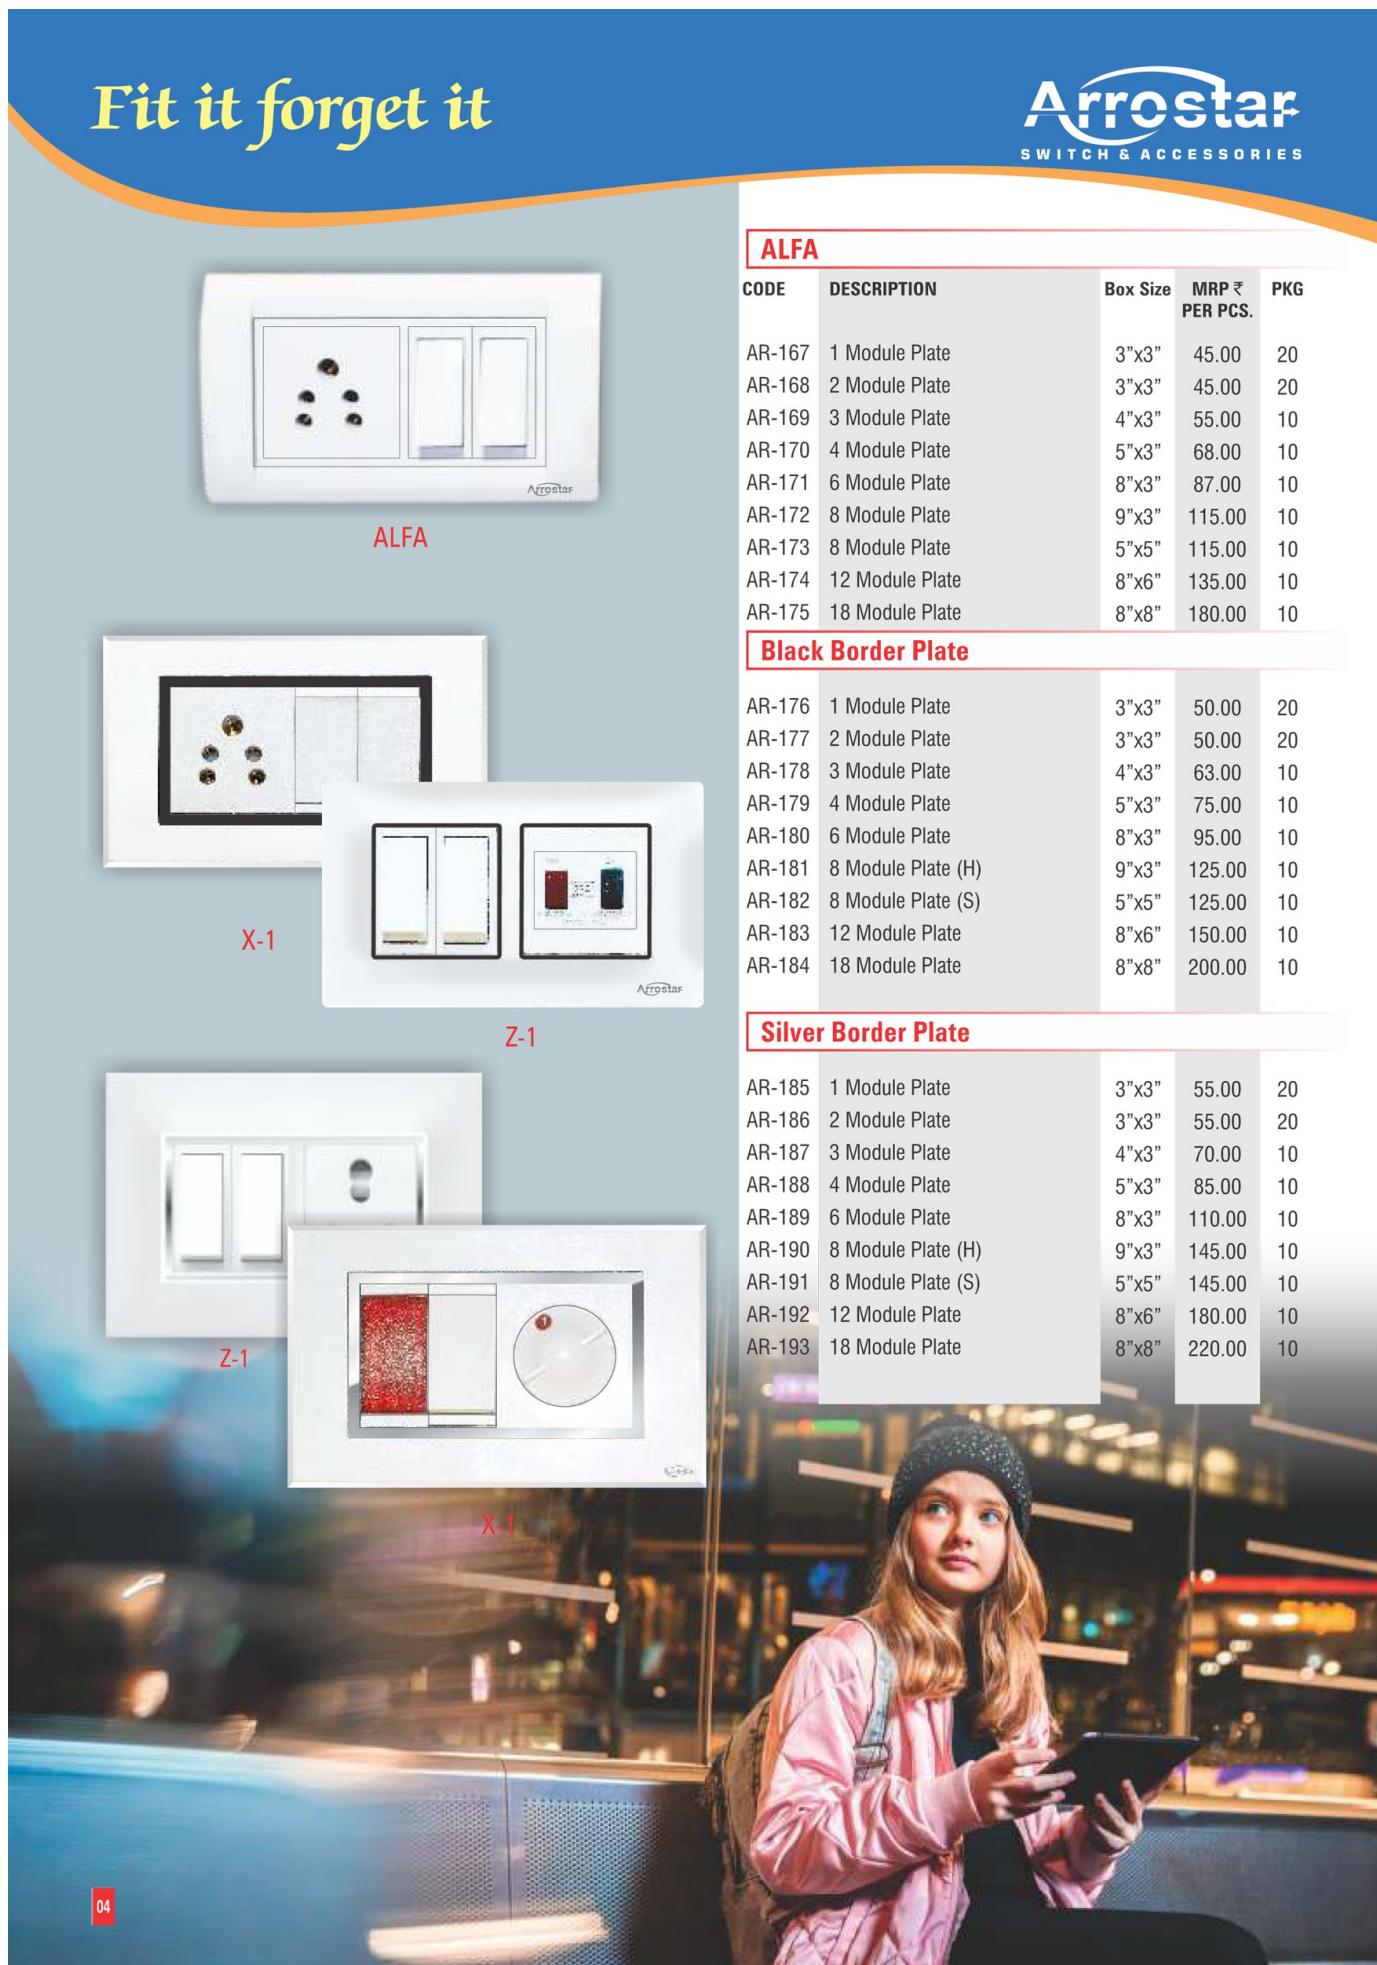 Fit it forget it
Arrostar
SWITCH & ACCESSORIES
Arrostar
ALFA
X-1
Arrostar
Z-1
Z-1
X-1
ALFA
CODE DESCRIPTION Box Size MRP ₹ PKG
PER PCS.
AR-167 1 Module Plate 3”x3” 45.00 20
AR-168 2 Module Plate 3”x3” 45.00 20
AR-169 3 Module Plate 4”x3” 55.00 10
AR-170 4 Module Plate 5”x3” 68.00 10
AR-171 6 Module Plate 8”x3” 87.00 10
AR-172 8 Module Plate 9”x3” 115.00 10
AR-173 8 Module Plate 5”x5” 115.00 10
AR-174 12 Module Plate 8”x6” 135.00 10
AR-175 18 Module Plate 8”x8” 180.00 10
Black Border Plate
AR-176 1 Module Plate 3”x3” 50.00 20
AR-177 2 Module Plate 3”x3” 50.00 20
AR-178 3 Module Plate 4”x3” 63.00 10
AR-179 4 Module Plate 5”x3” 75.00 10
AR-180 6 Module Plate 8”x3” 95.00 10
AR-181 8 Module Plate (H) 9”x3” 125.00 10
AR-182 8 Module Plate (S) 5”x5” 125.00 10
AR-183 12 Module Plate 8”x6” 150.00 10
AR-184 18 Module Plate 8”x8” 200.00 10
Silver Border Plate
AR-185 1 Module Plate 3”x3” 55.00 20
AR-186 2 Module Plate 3”x3” 55.00 20
AR-187 3 Module Plate 4”x3” 70.00 10
AR-188 4 Module Plate 5”x3” 85.00 10
AR-189 6 Module Plate 8”x3” 110.00 10
AR-190 8 Module Plate (H) 9”x3” 145.00 10
AR-191 8 Module Plate (S) 5”x5” 145.00 10
AR-192 12 Module Plate 8”x6” 180.00 10
AR-193 18 Module Plate 8”x8” 220.00 10
04